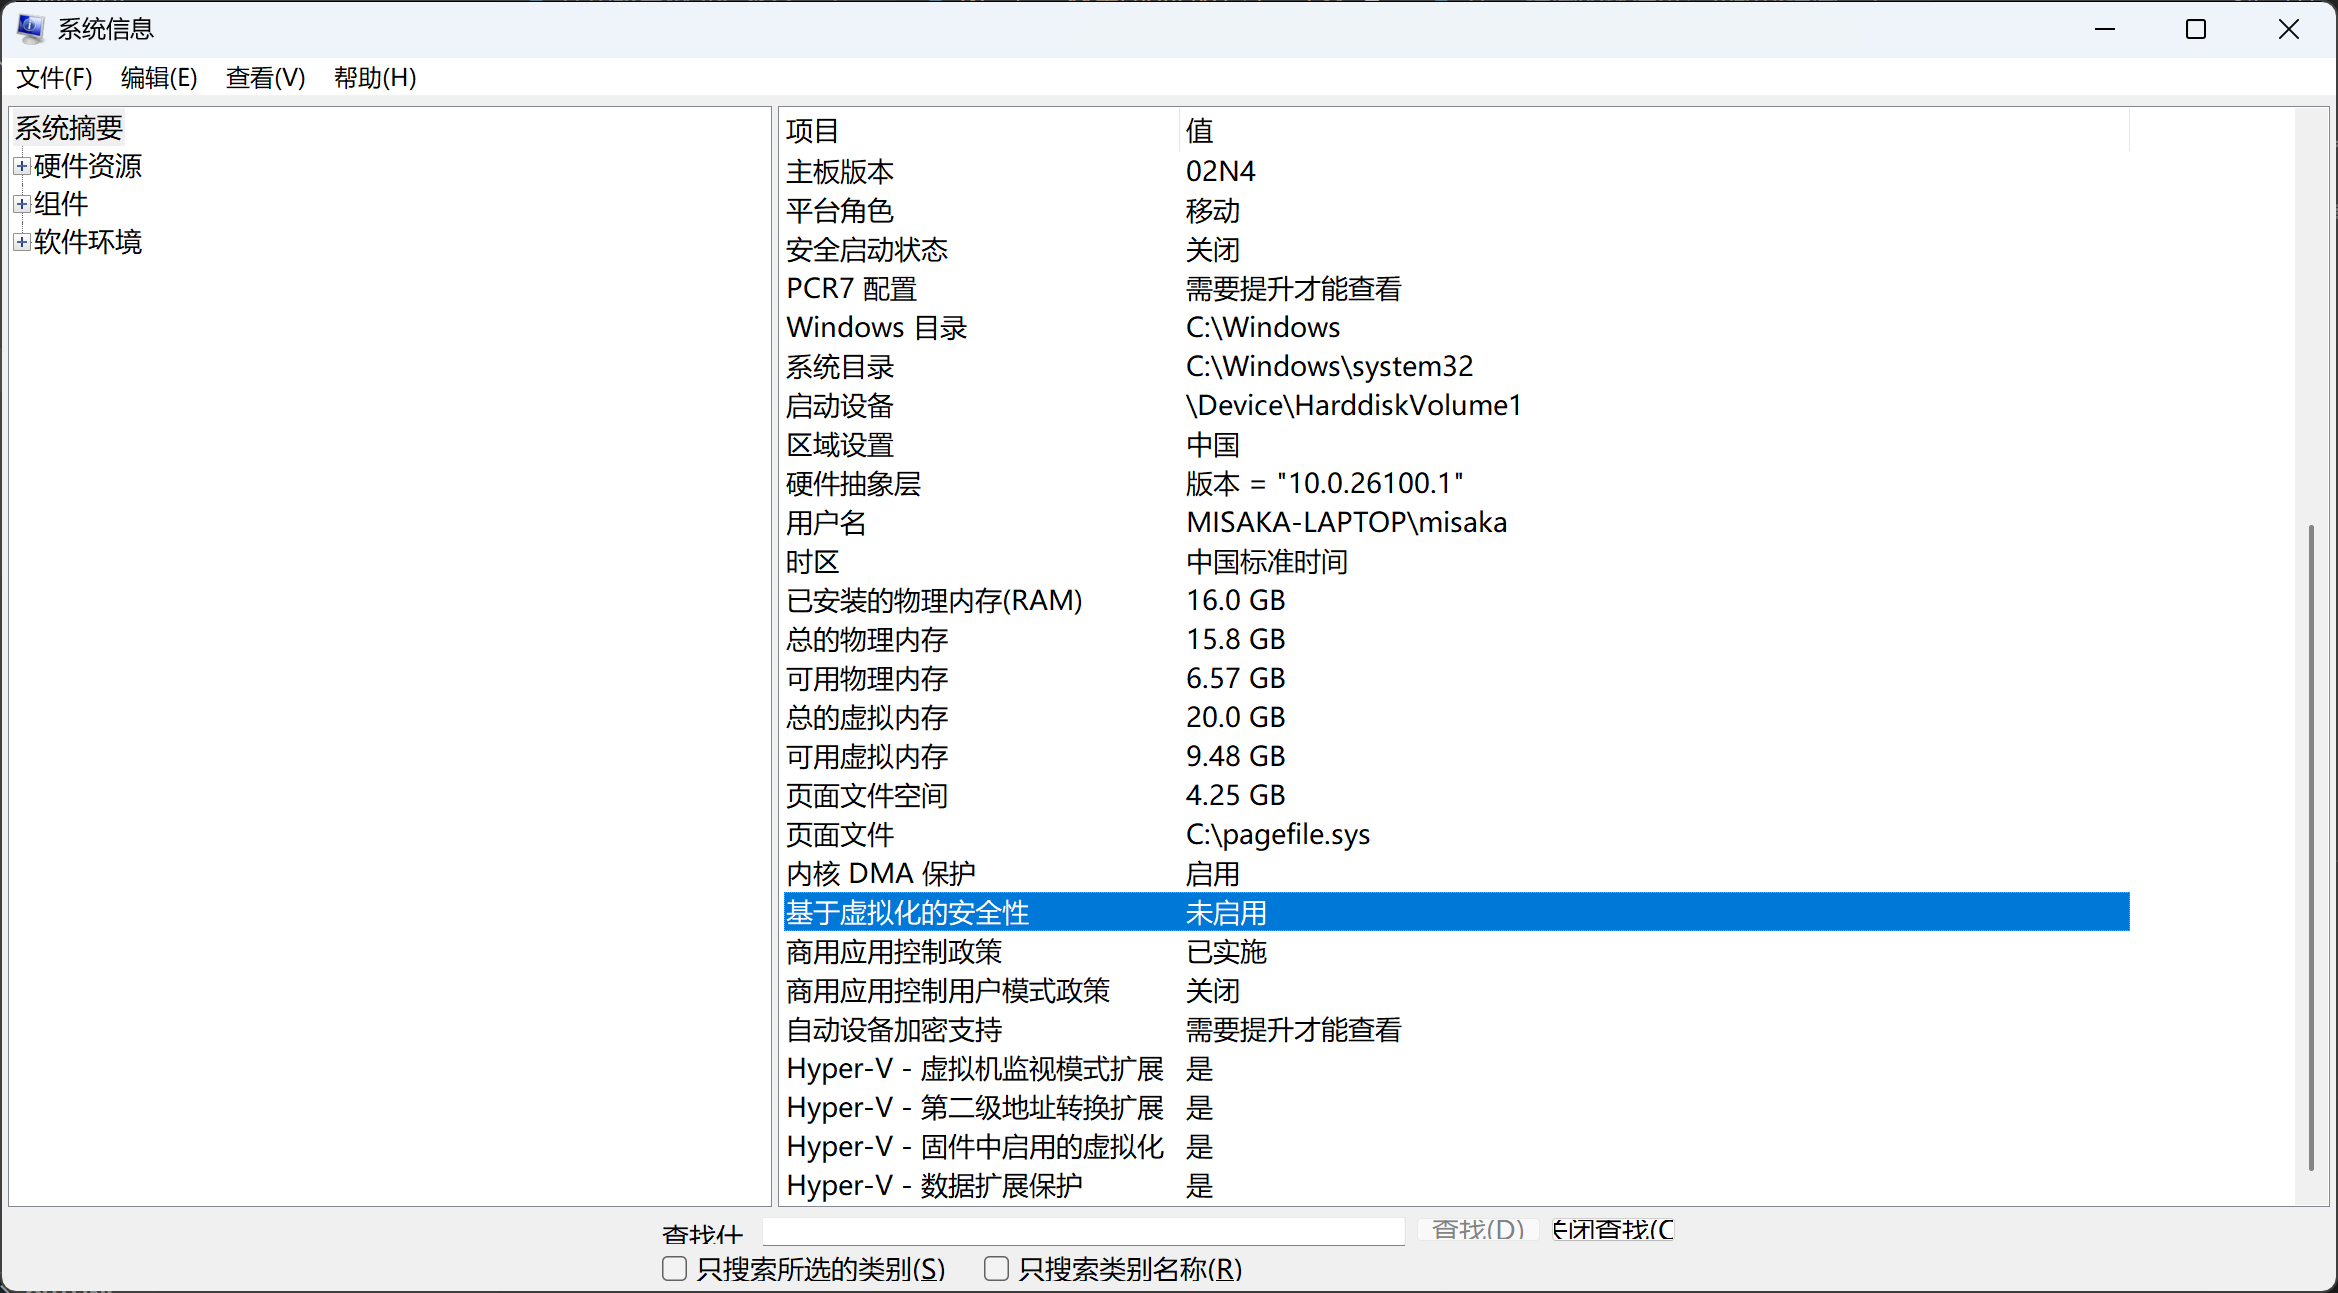 系统信息
文件(F) 编辑(E) 查看(V) 帮助(H)
系统摘要
硬件资源
组件
软件环境
项目 值
主板版本 02N4
平台角色 移动
安全启动状态 关闭
PCR7 配置 需要提升才能查看
Windows 目录 C:\Windows
系统目录 C:\Windows\system32
启动设备 \Device\HarddiskVolume1
区域设置 中国
硬件抽象层 版本 = "10.0.26100.1"
用户名 MISAKA-LAPTOP\misaka
时区 中国标准时间
已安装的物理内存(RAM) 16.0 GB
总的物理内存 15.8 GB
可用物理内存 6.57 GB
总的虚拟内存 20.0 GB
可用虚拟内存 9.48 GB
页面文件空间 4.25 GB
页面文件 C:\pagefile.sys
内核 DMA 保护 启用
基于虚拟化的安全性 未启用
商用应用控制政策 已实施
商用应用控制用户模式政策 关闭
自动设备加密支持 需要提升才能查看
Hyper-V - 虚拟机监视模式扩展 是
Hyper-V - 第二级地址转换扩展 是
Hyper-V - 固件中启用的虚拟化 是
Hyper-V - 数据扩展保护 是
查找什 查找(D) 关闭查找(C
只搜索所选的类别(S) 只搜索类别名称(R)